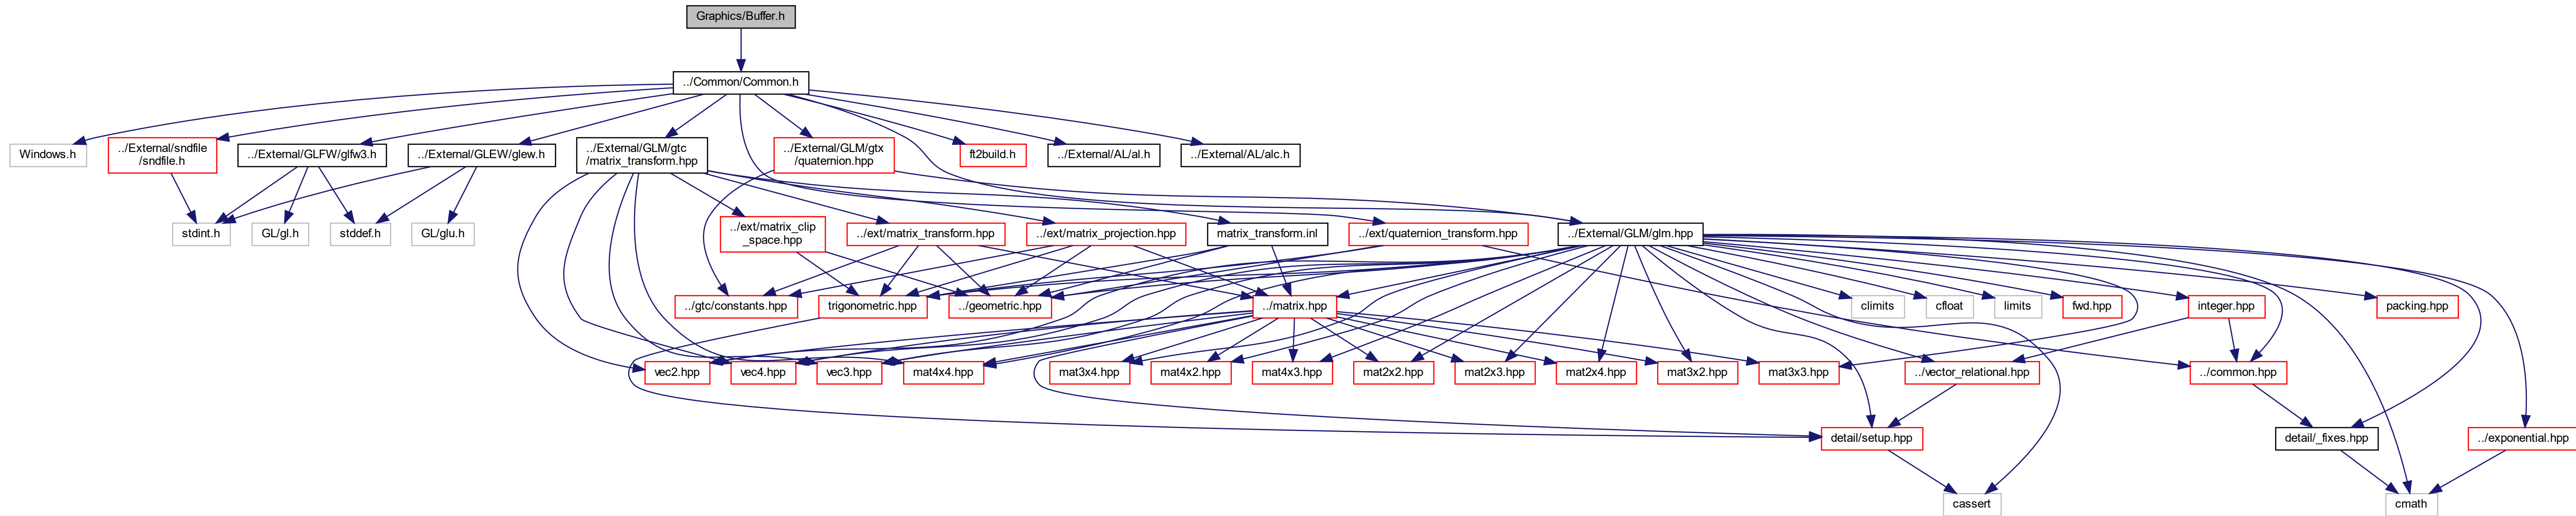 Graphics/Buffer.h
../Common/Common.h
Windows.h
../External/sndfile
/sndfile.h
../External/GLFW/glfw3.h
../External/GLEW/glew.h
../External/GLM/gtc
/matrix_transform.hpp
../External/GLM/gtx
/quaternion.hpp
ft2build.h
../External/AL/al.h
../External/AL/alc.h
stdint.h
GL/gl.h
stddef.h
GL/glu.h
../ext/matrix_clip
_space.hpp
../ext/matrix_transform.hpp
../ext/matrix_projection.hpp
matrix_transform.inl
../ext/quaternion_transform.hpp
../External/GLM/glm.hpp
../gtc/constants.hpp
trigonometric.hpp
../geometric.hpp
../matrix.hpp
climits
cfloat
limits
fwd.hpp
integer.hpp
packing.hpp
vec2.hpp
vec4.hpp
vec3.hpp
mat4x4.hpp
mat3x4.hpp
mat4x2.hpp
mat4x3.hpp
mat2x2.hpp
mat2x3.hpp
mat2x4.hpp
mat3x2.hpp
mat3x3.hpp
../vector_relational.hpp
../common.hpp
detail/setup.hpp
detail/_fixes.hpp
../exponential.hpp
cassert
cmath